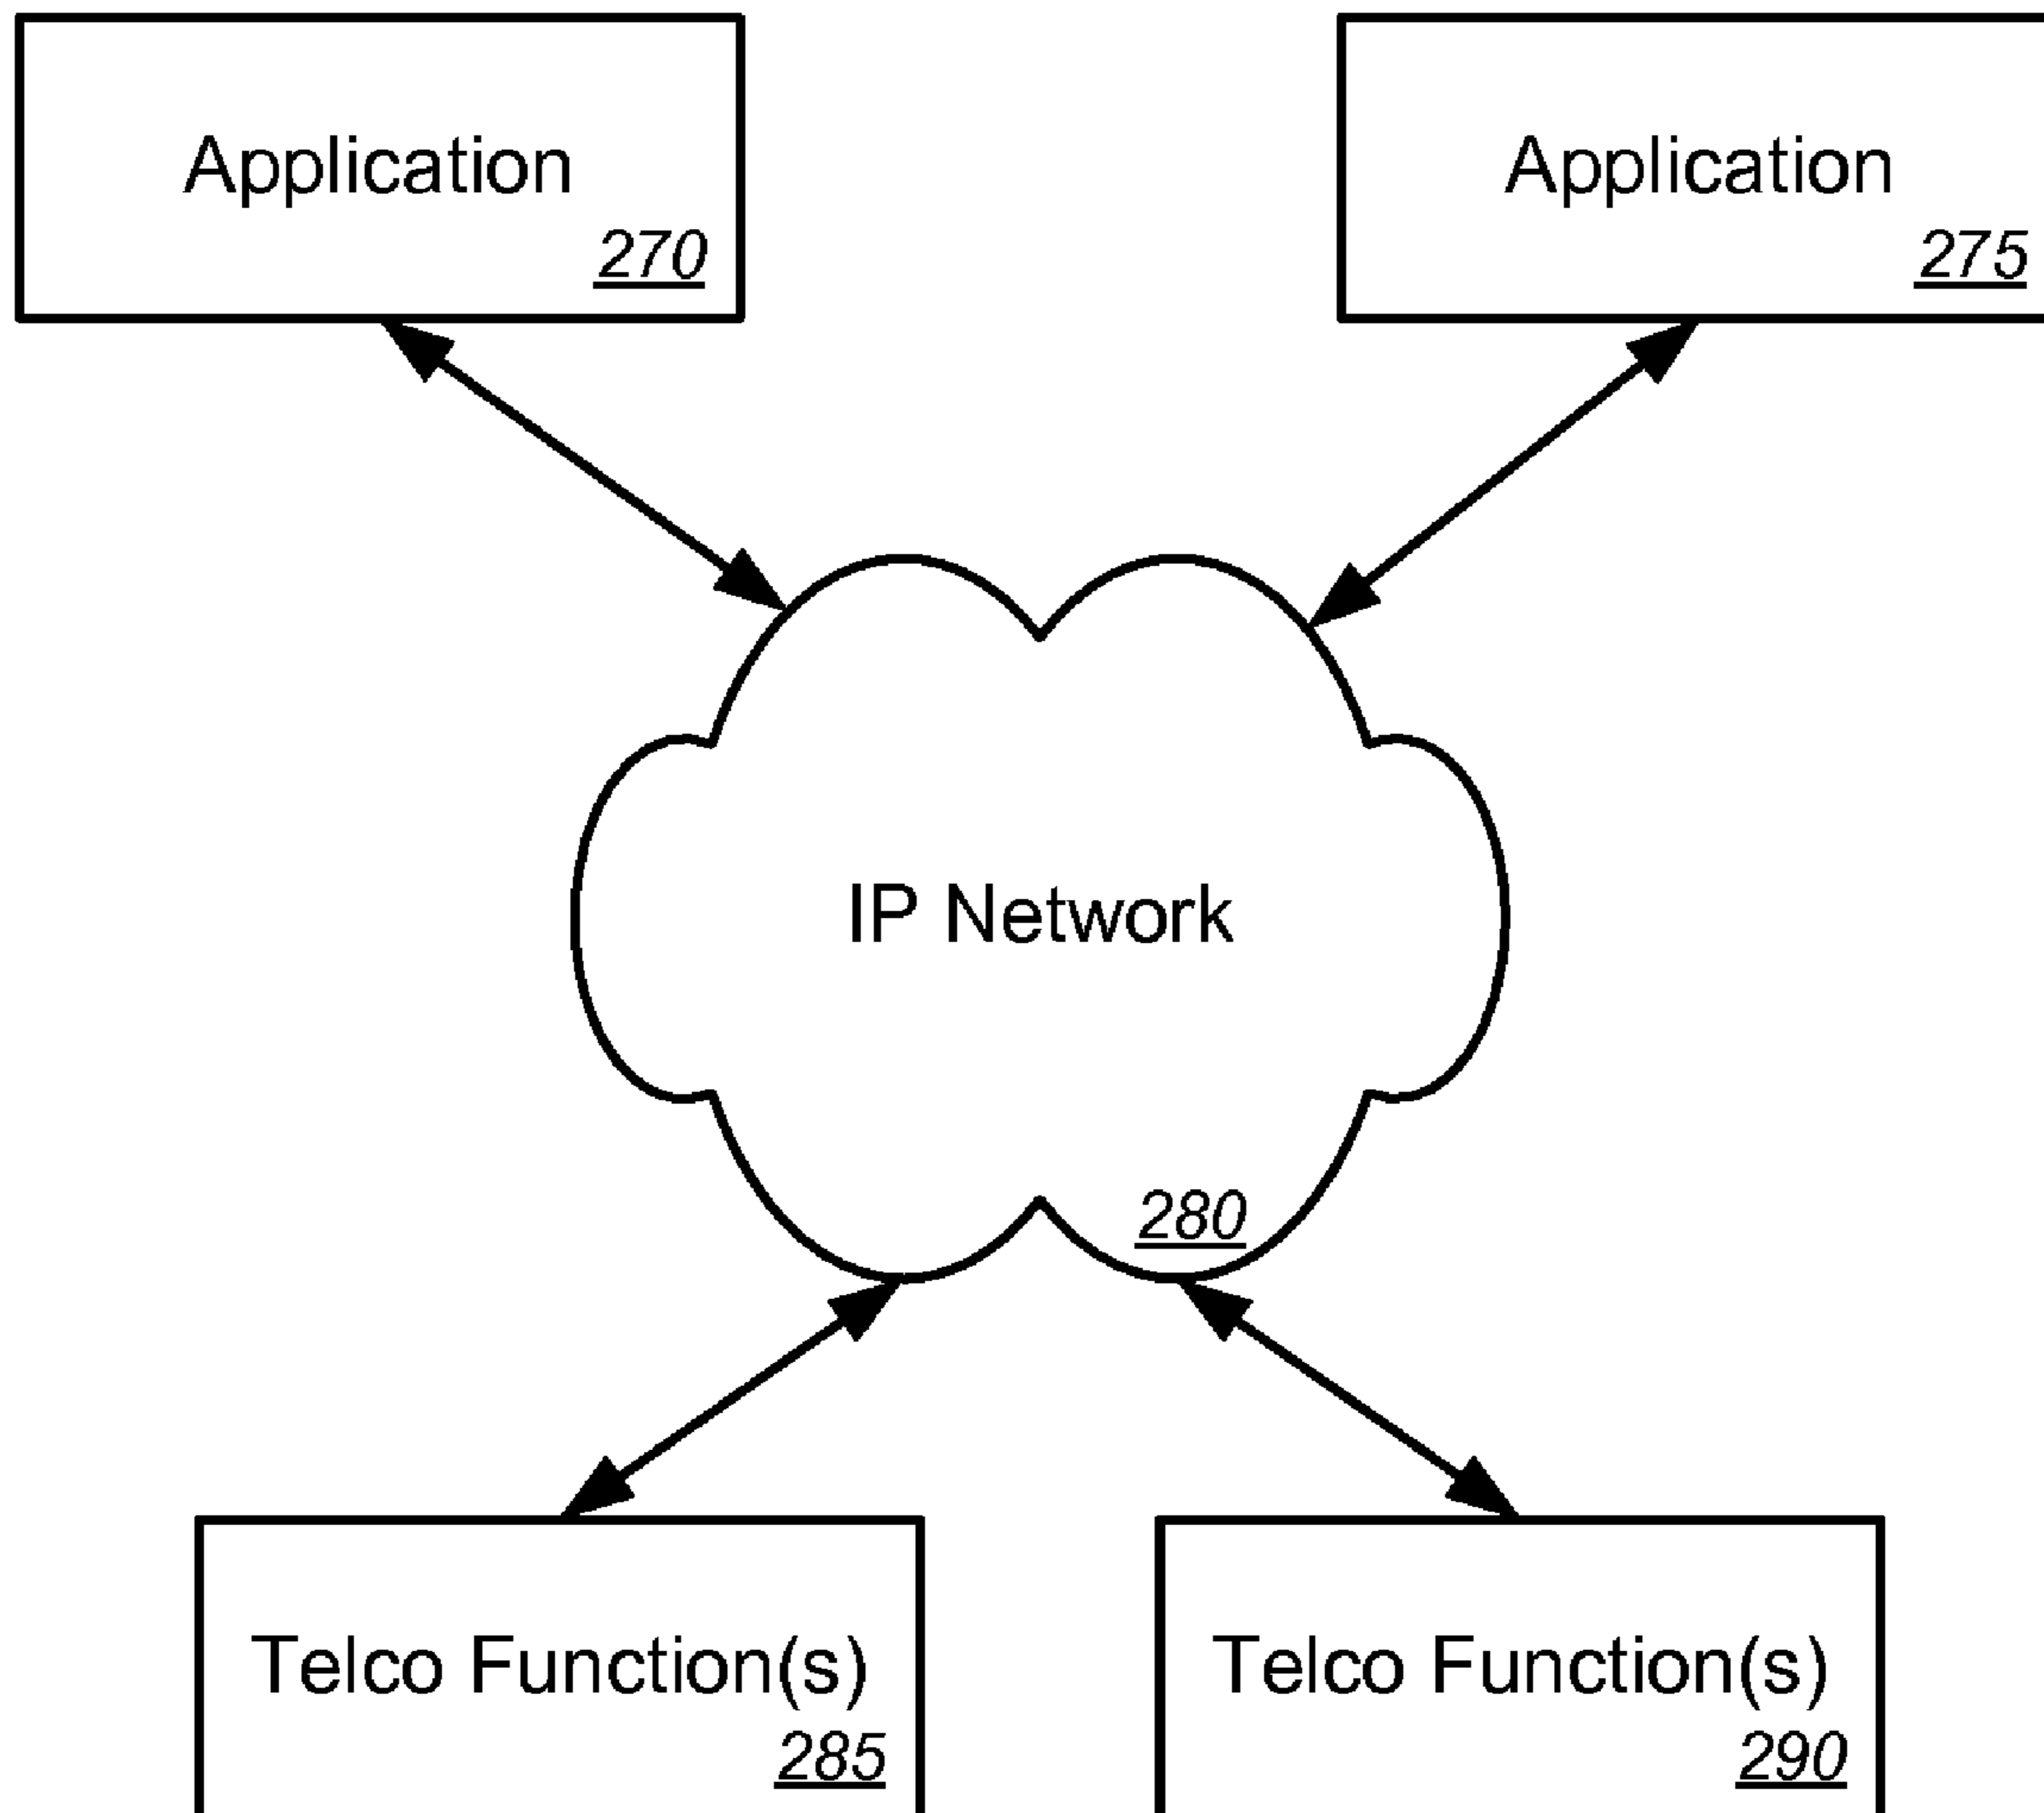 Application
270
Application
275
IP Network
280
Telco Function(s)
285
Telco Function(s)
290